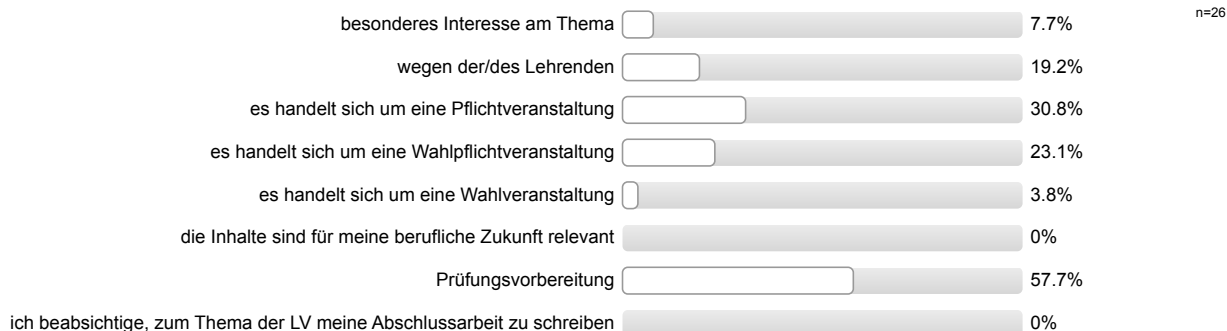 besonderes Interesse am Thema 7.7% n=26
wegen der/des Lehrenden 19.2%
es handelt sich um eine Pflichtveranstaltung 30.8%
es handelt sich um eine Wahlpflichtveranstaltung 23.1%
es handelt sich um eine Wahlveranstaltung 3.8%
die Inhalte sind für meine berufliche Zukunft relevant 0%
Prüfungsvorbereitung 57.7%
ich beabsichtige, zum Thema der LV meine Abschlussarbeit zu schreiben 0%